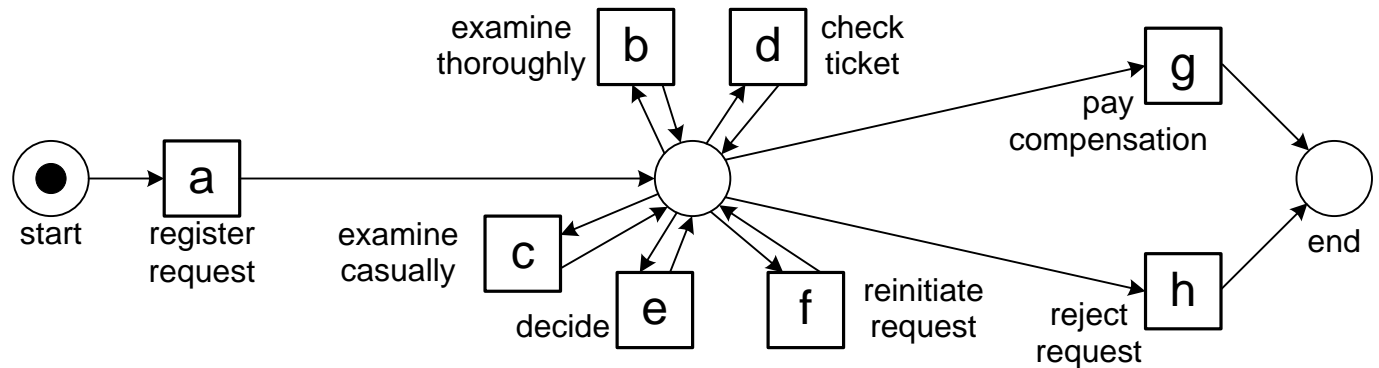 start
a
register
request
examine
thoroughly
b
d
check
ticket
examine
casually
c
decide
e
f
reinitiate
request
g
pay
compensation
reject
request
h
end